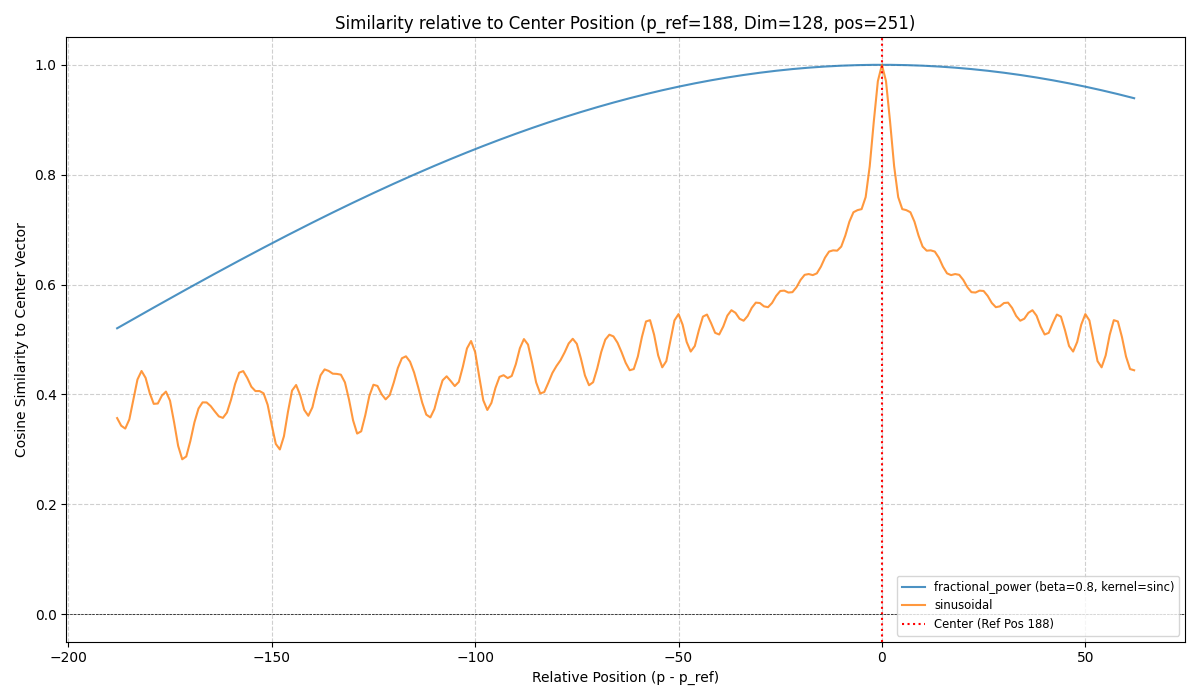 Similarity relative to Center Position (p_ref=188, Dim=128, pos=251)
Cosine Similarity to Center Vector
1.0
0.8
0.6
0.4
0.2
0.0
fractional_power (beta=0.8, kernel=sinc)
sinusoidal
Center (Ref Pos 188)
−200 −150 −100 −50 0 50
Relative Position (p - p_ref)